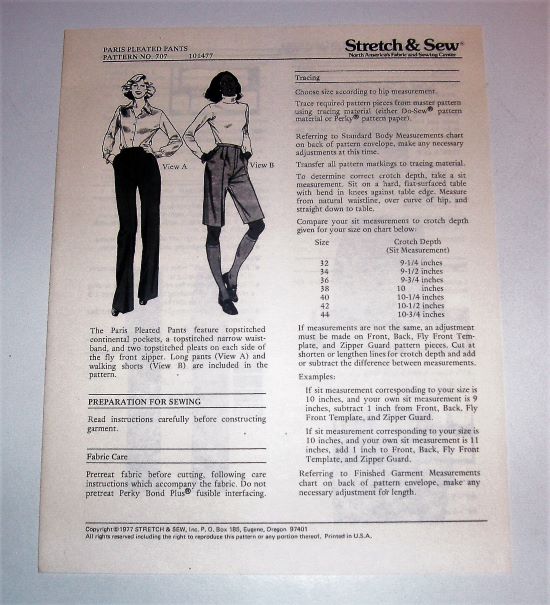 PARIS PLEATED PANTS
PATTERN NO. 707 101477
Stretch & Sew®
North America's Fabric and Sewing Center
View A
View B
The Paris Pleated Pants feature topstitched
continental pockets, a topstitched narrow waist-
band, and two topstitched pleats on each side of
the fly front zipper. Long pants (View A) and
walking shorts (View B) are included in the
pattern.
PREPARATION FOR SEWING
Read instructions carefully before constructing
garment.
Fabric Care
Pretreat fabric before cutting, following care
instructions which accompany the fabric. Do not
pretreat Perky Bond Plus® fusible interfacing.
Tracing
Choose size according to hip measurement.
Trace required pattern pieces from master pattern
using tracing material (either Do-Sew® pattern
material or Perky® pattern paper).
Referring to Standard Body Measurements chart
on back of pattern envelope, make any necessary
adjustments at this time.
Transfer all pattern markings to tracing material.
To determine correct crotch depth, take a sit
measurement. Sit on a hard, flat-surfaced table
with bend in knees against table edge. Measure
from natural waistline, over curve of hip, and
straight down to table.
Compare your sit measurement to crotch depth
given for your size on chart below:
Size Crotch Depth
(Sit Measurement)
32 9-1/4 inches
34 9-1/2 inches
36 9-3/4 inches
38 10 inches
40 10-1/4 inches
42 10-1/2 inches
44 10-3/4 inches
If measurements are not the same, an adjustment
must be made on Front, Back, Fly Front Tem-
plate, and Zipper Guard pattern pieces. Cut at
shorten or lengthen lines for crotch depth and add
or subtract the difference between measurements.
Examples:
If sit measurement corresponding to your size is
10 inches, and your own sit measurement is 9
inches, subtract 1 inch from Front, Back, Fly
Front Template, and Zipper Guard.
If sit measurement corresponding to your size is
10 inches, and your own sit measurement is 11
inches, add 1 inch to Front, Back, Fly Front
Template, and Zipper Guard.
Referring to Finished Garment Measurements
chart on back of pattern envelope, make any
necessary adjustment for length.
Copyright © 1977 STRETCH & SEW, Inc. P. O. Box 185, Eugene, Oregon 97401
All rights reserved including the right to reproduce this pattern or any portion thereof. Printed in U.S.A.